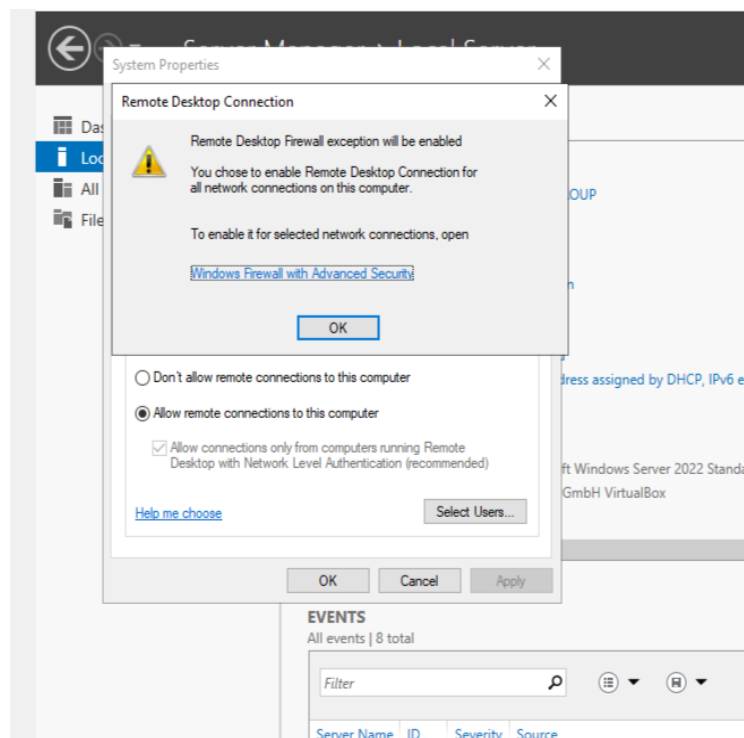 System Properties
Remote Desktop Connection
Remote Desktop Firewall exception will be enabled
You chose to enable Remote Desktop Connection for
all network connections on this computer.
To enable it for selected network connections, open
Windows Firewall with Advanced Security
OK
Don't allow remote connections to this computer
Allow remote connections to this computer
Allow connections only from computers running Remote
Desktop with Network Level Authentication (recommended)
Help me choose
Select Users...
OK Cancel Apply
Das
Loc
All
File
OUP
n
dress assigned by DHCP, IPv6 e
ft Windows Server 2022 Standa
GmbH VirtualBox
EVENTS
All events | 8 total
Filter
Server Name ID Severity Source